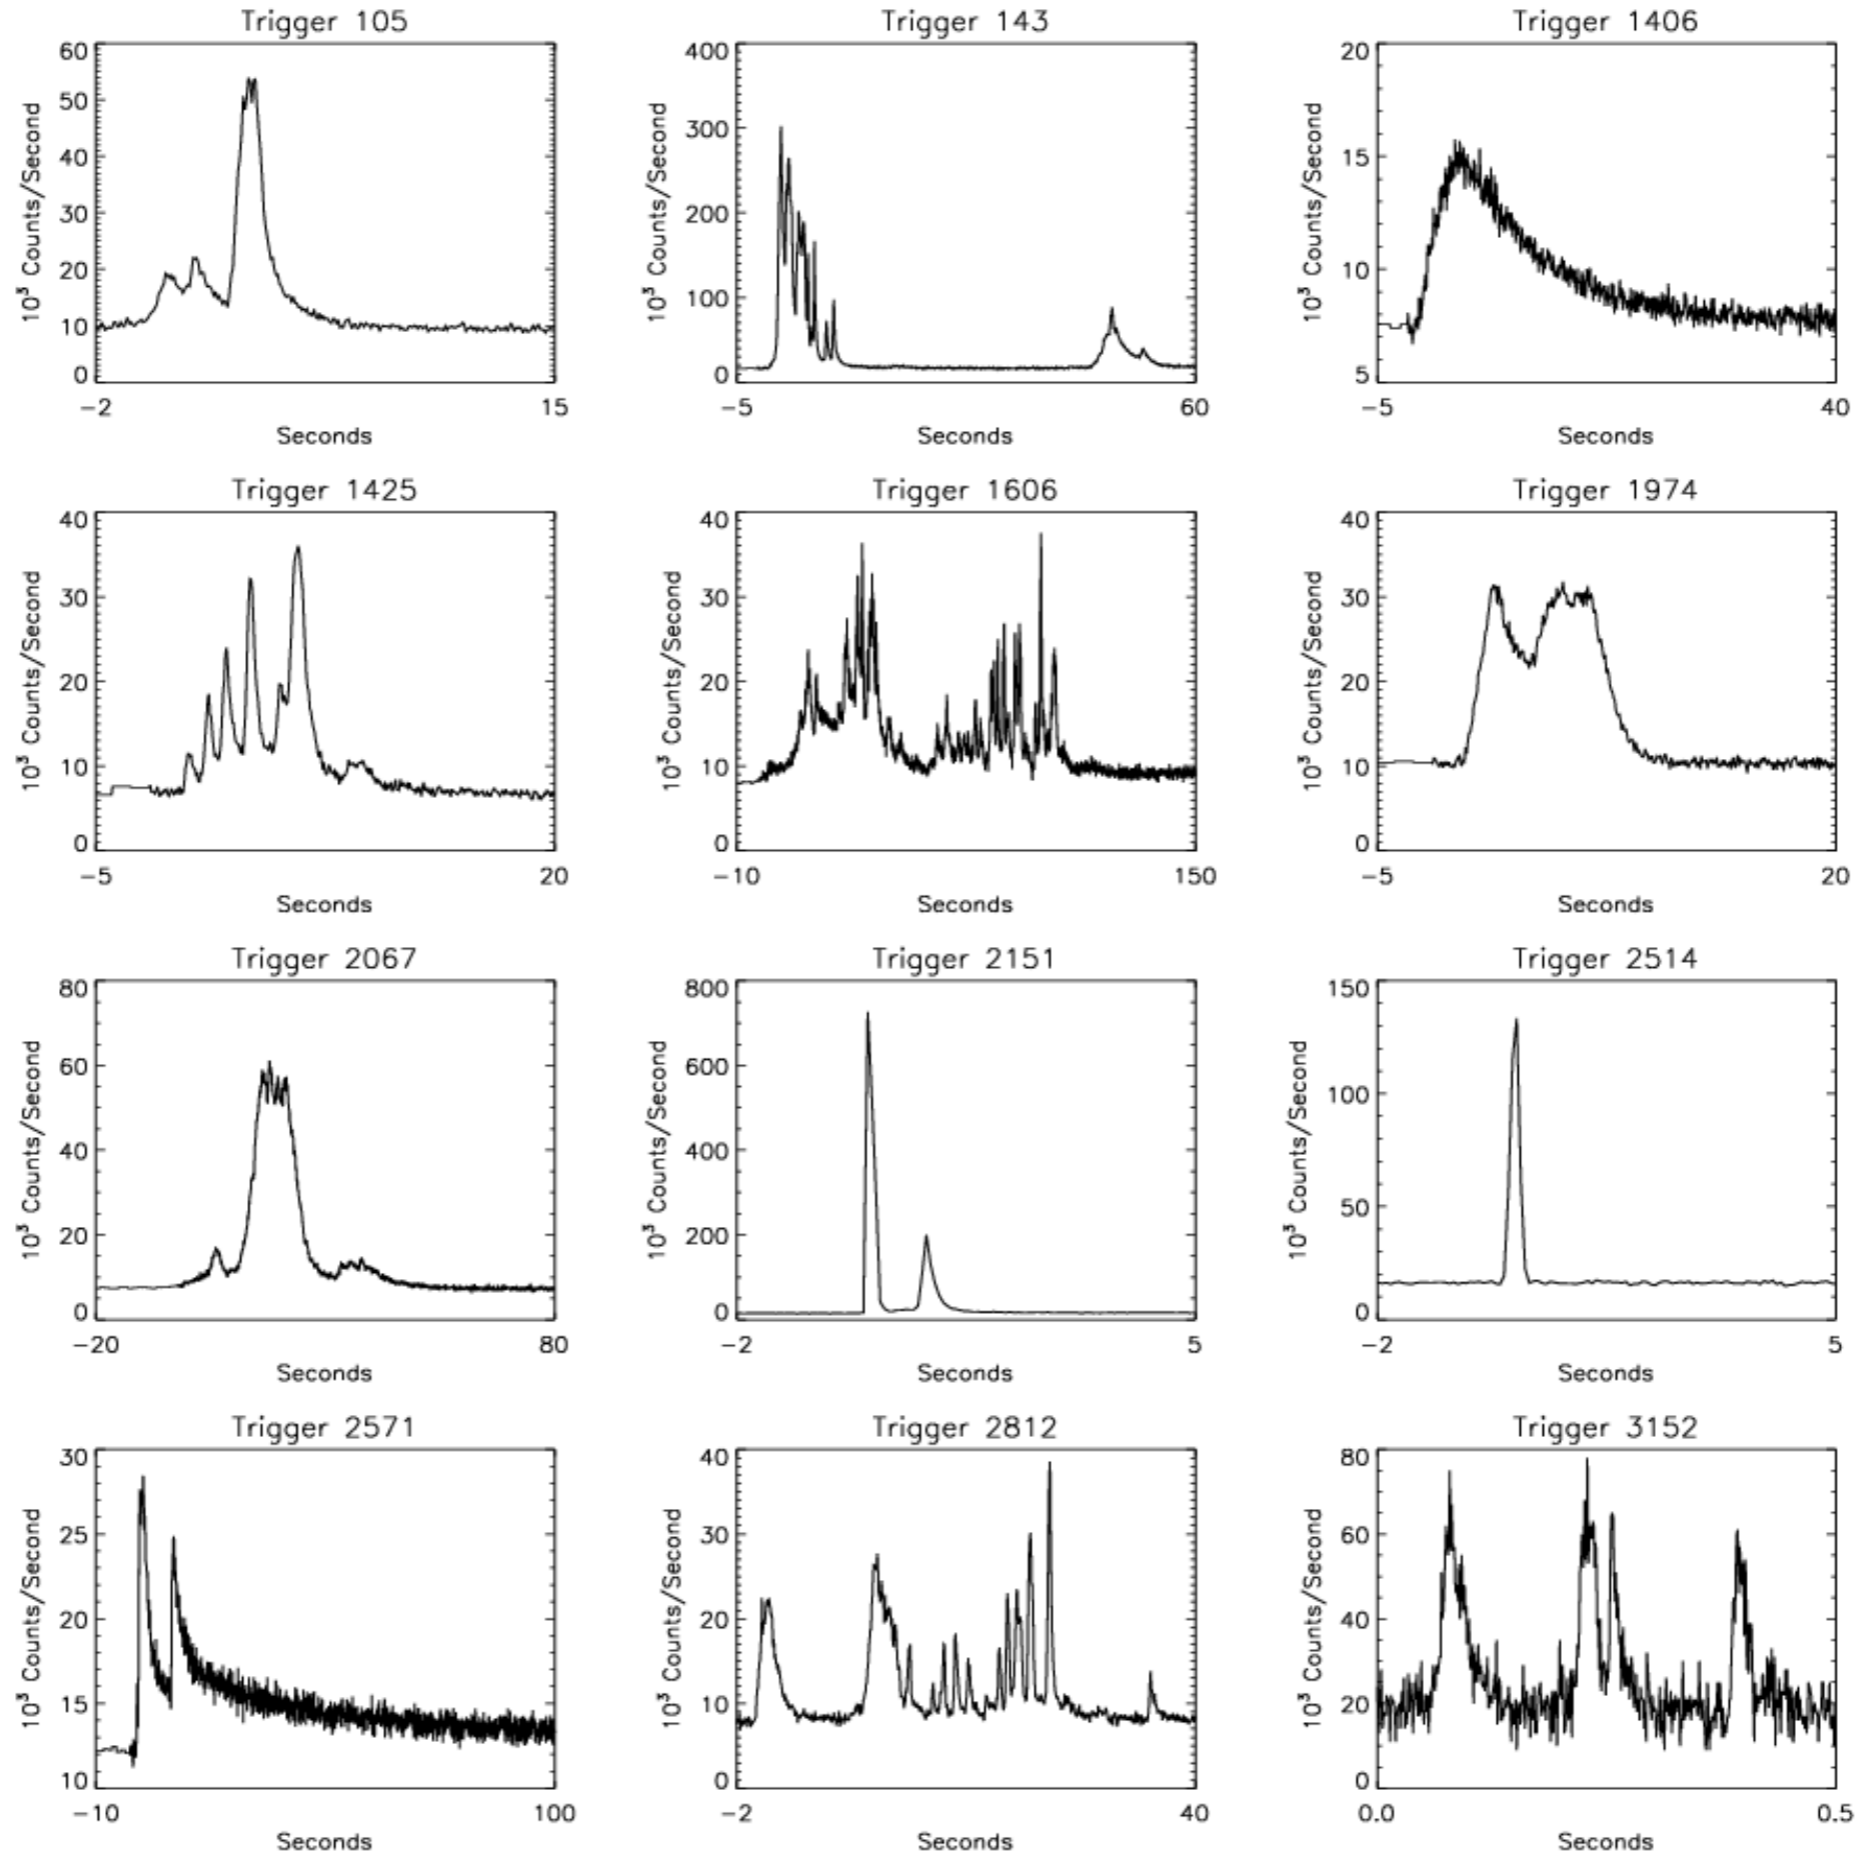 Trigger 105
60
50
40
30
20
10
0
10³ Counts/Second
-2
15
Seconds
Trigger 143
400
300
200
100
0
10³ Counts/Second
-5
60
Seconds
Trigger 1406
20
15
10
5
10³ Counts/Second
-5
40
Seconds
Trigger 1425
40
30
20
10
0
10³ Counts/Second
-5
20
Seconds
Trigger 1606
40
30
20
10
0
10³ Counts/Second
-10
150
Seconds
Trigger 1974
40
30
20
10
0
10³ Counts/Second
-5
20
Seconds
Trigger 2067
80
60
40
20
0
10³ Counts/Second
-20
80
Seconds
Trigger 2151
800
600
400
200
0
10³ Counts/Second
-2
5
Seconds
Trigger 2514
150
100
50
0
10³ Counts/Second
-2
5
Seconds
Trigger 2571
30
25
20
15
10
10³ Counts/Second
-10
100
Seconds
Trigger 2812
40
30
20
10
0
10³ Counts/Second
-2
40
Seconds
Trigger 3152
80
60
40
20
0
10³ Counts/Second
0.0
0.5
Seconds